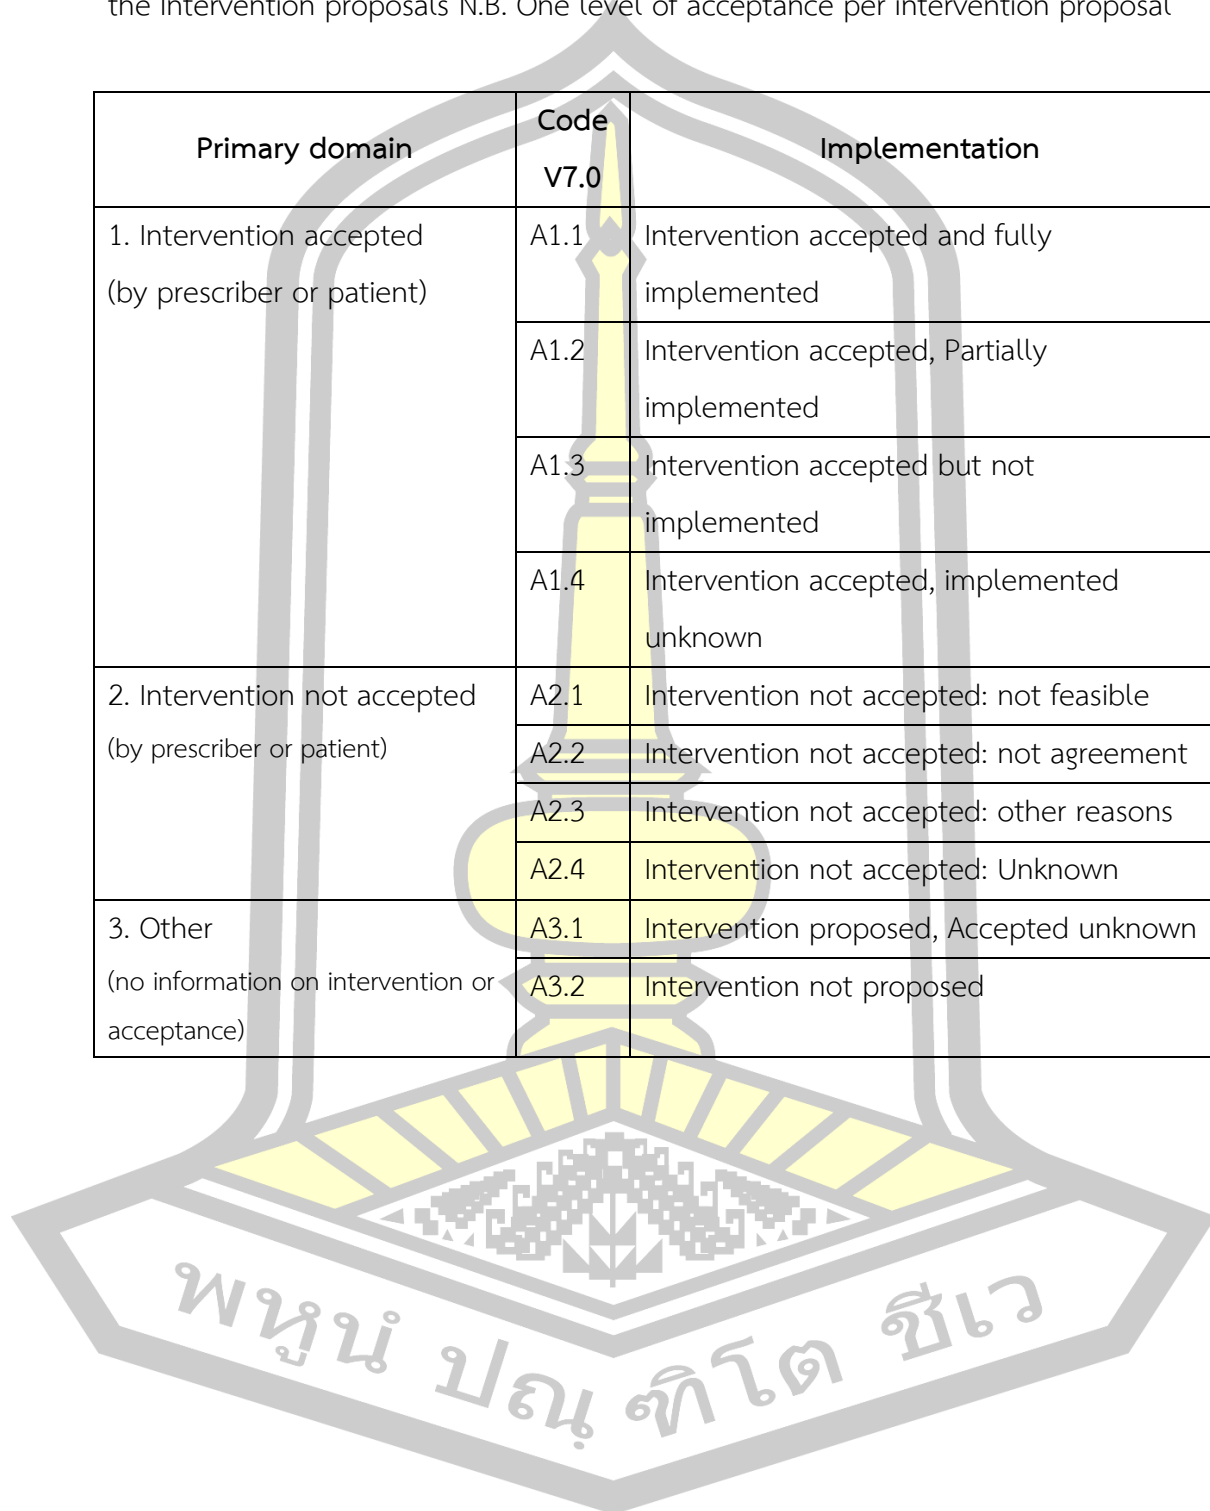 the Intervention proposals N.B. One level of acceptance per intervention proposal
Primary domain
Code
V7.0
Implementation
1. Intervention accepted
(by prescriber or patient)
A1.1
Intervention accepted and fully
implemented
A1.2
Intervention accepted, Partially
implemented
A1.3
Intervention accepted but not
implemented
A1.4
Intervention accepted, implemented
unknown
2. Intervention not accepted
(by prescriber or patient)
A2.1
Intervention not accepted: not feasible
A2.2
Intervention not accepted: not agreement
A2.3
Intervention not accepted: other reasons
A2.4
Intervention not accepted: Unknown
3. Other
(no information on intervention or
acceptance)
A3.1
Intervention proposed, Accepted unknown
A3.2
Intervention not proposed
พหูนํ ปณฺฑิโต ชีเว